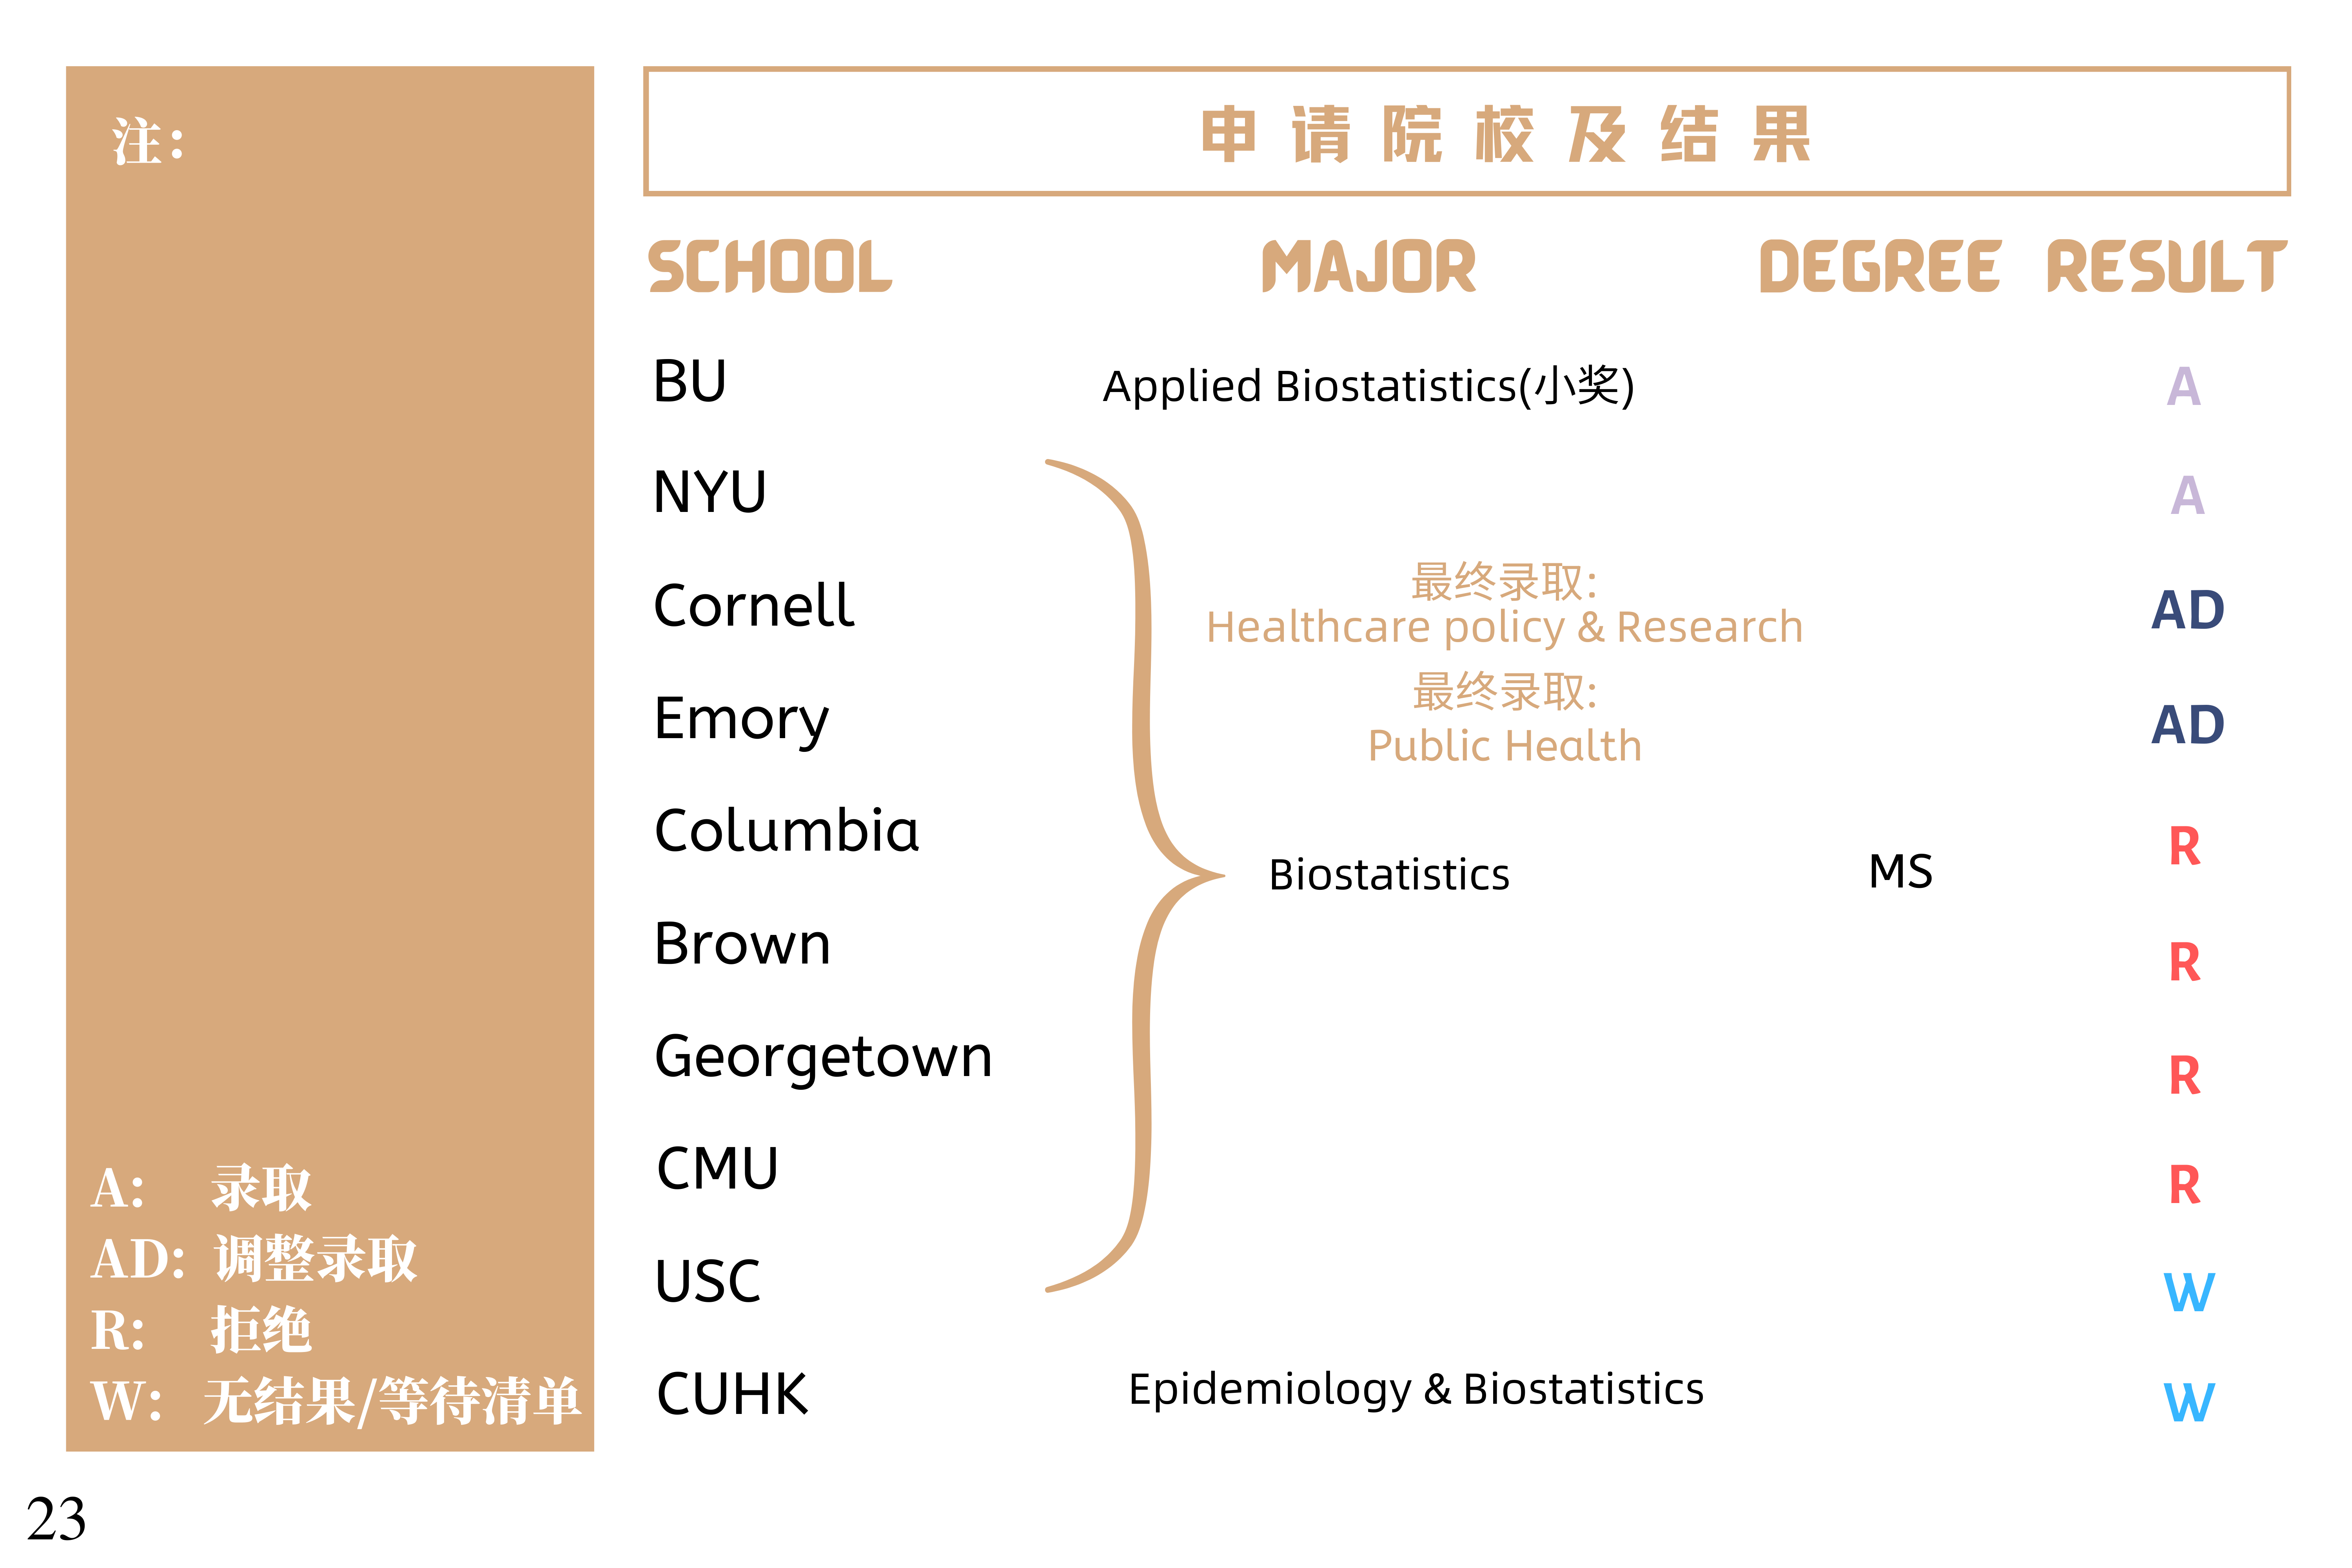 注：
A: 录取
AD: 调整录取
R: 拒绝
W: 无结果/等待清单
申请院校及结果
SCHOOL MAJOR DEGREE RESULT
BU Applied Biostatistics(小奖) A
NYU A
Cornell 最终录取: AD
Healthcare policy & Research
Emory 最终录取: AD
Public Health
Columbia R
Biostatistics MS
Brown R
Georgetown R
CMU R
USC W
CUHK Epidemiology & Biostatistics W
23